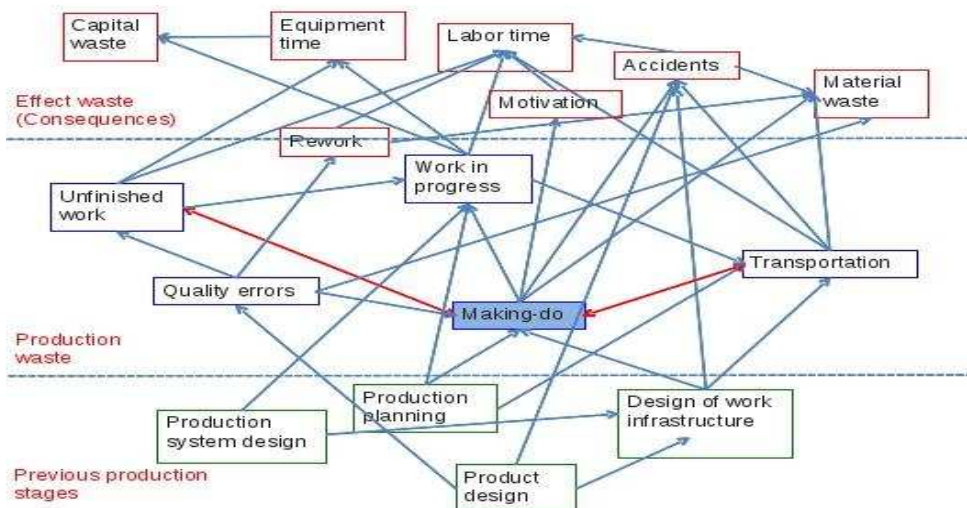 Capital
waste
Equipment
time
Labor time
Accidents
Material
waste
Effect waste
(Consequences)
Motivation
Rework
Work in
progress
Unfinished
work
Transportation
Quality errors
Making-do
Production
waste
Production
planning
Design of work
infrastructure
Production
system design
Previous production
stages
Product
design